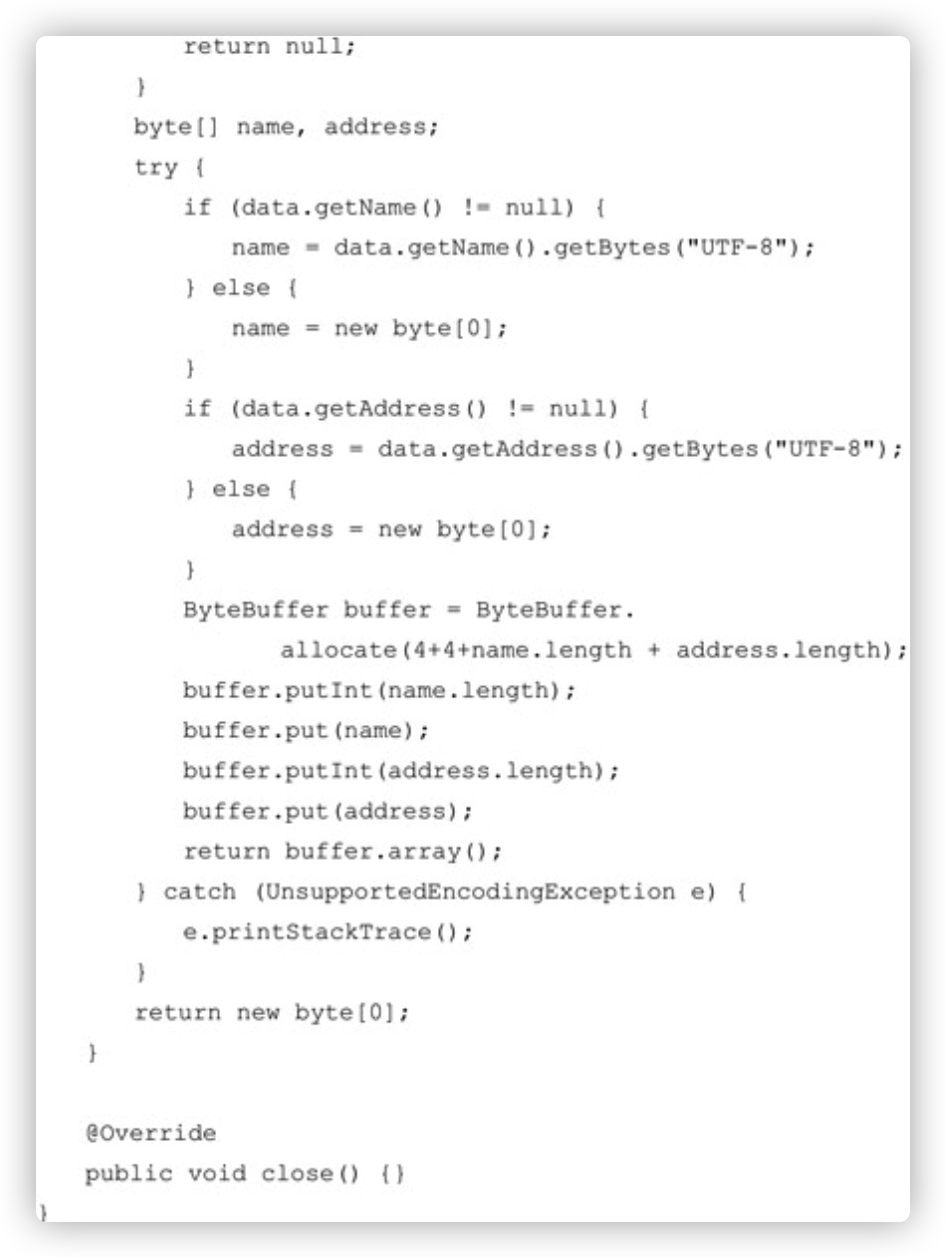 return null;
}
byte[] name, address;
try {
if (data.getName() != null) {
name = data.getName().getBytes("UTF-8");
} else {
name = new byte[0];
}
if (data.getAddress() != null) {
address = data.getAddress().getBytes("UTF-8");
} else {
address = new byte[0];
}
ByteBuffer buffer = ByteBuffer.
allocate(4+4+name.length + address.length);
buffer.putInt(name.length);
buffer.put(name);
buffer.putInt(address.length);
buffer.put(address);
return buffer.array();
} catch (UnsupportedEncodingException e) {
e.printStackTrace();
}
return new byte[0];
}
@Override
public void close() {}
}